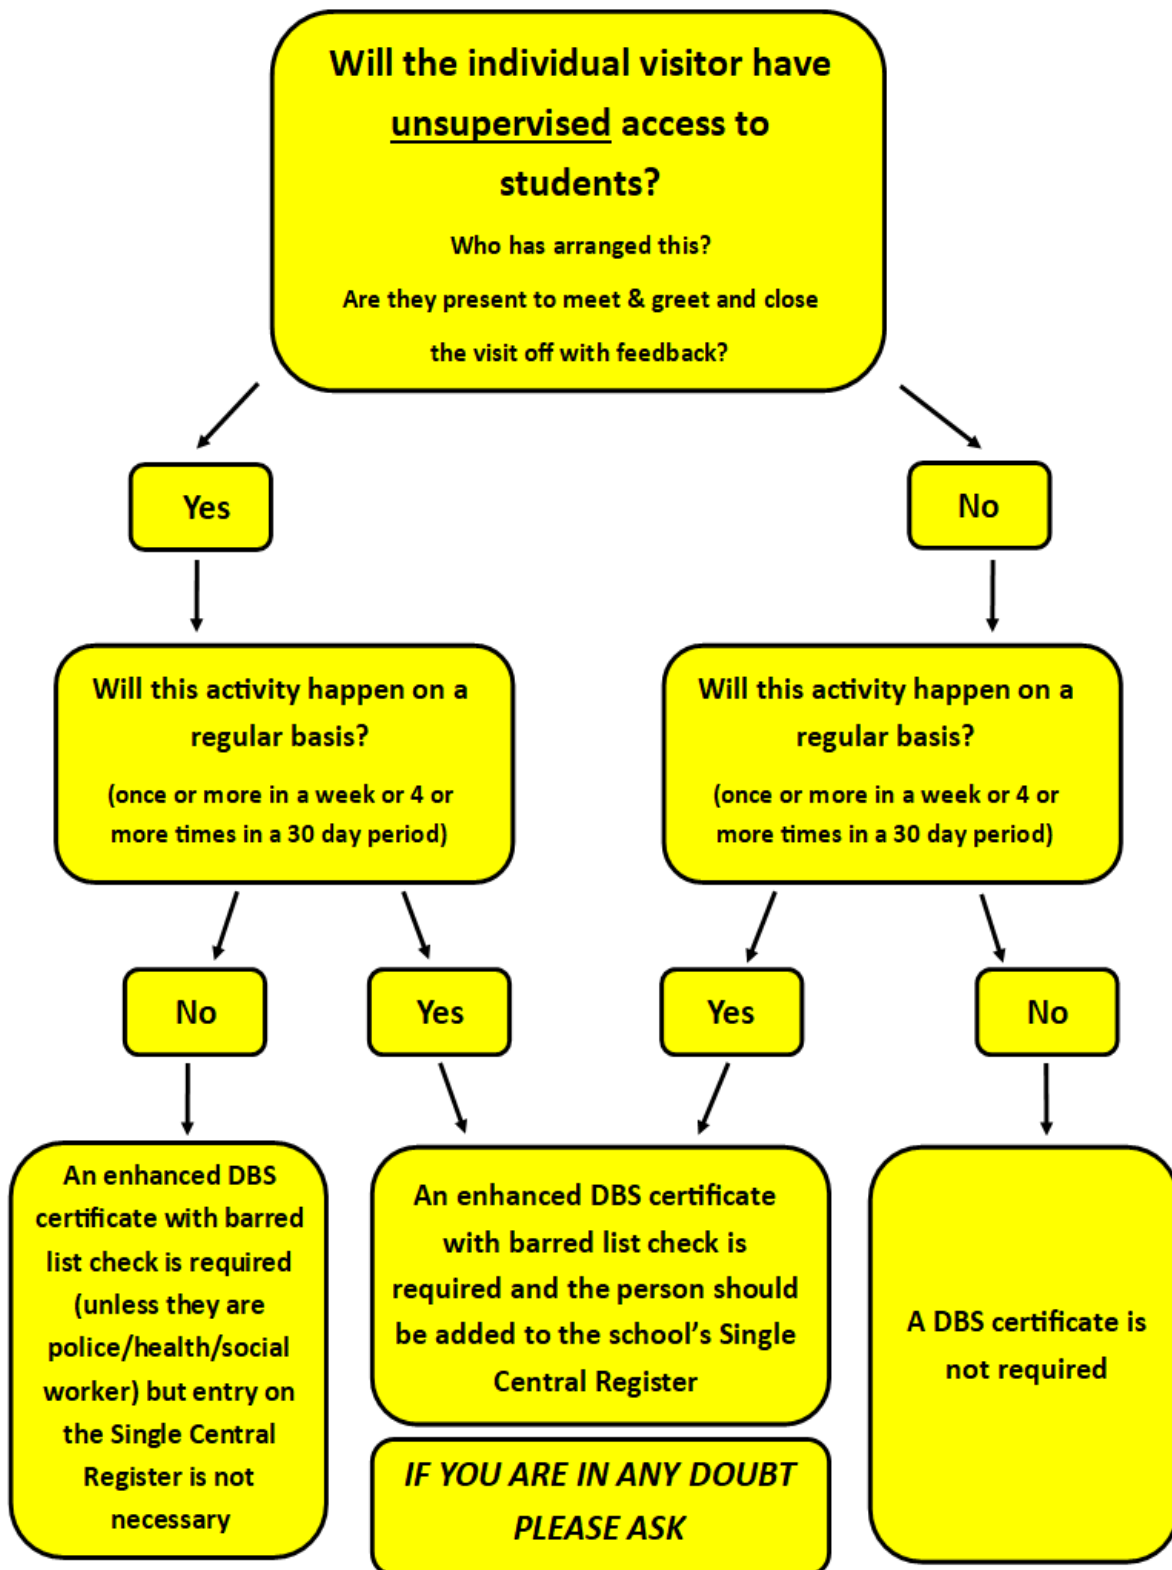 Will the individual visitor have
unsupervised access to
students?
Who has arranged this?
Are they present to meet & greet and close
the visit off with feedback?
Yes
No
Will this activity happen on a
regular basis?
(once or more in a week or 4 or
more times in a 30 day period)
Will this activity happen on a
regular basis?
(once or more in a week or 4 or
more times in a 30 day period)
No
Yes
Yes
No
An enhanced DBS
certificate with barred
list check is required
(unless they are
police/health/social
worker) but entry on
the Single Central
Register is not
necessary
An enhanced DBS certificate
with barred list check is
required and the person should
be added to the school's Single
Central Register
A DBS certificate is
not required
IF YOU ARE IN ANY DOUBT
PLEASE ASK